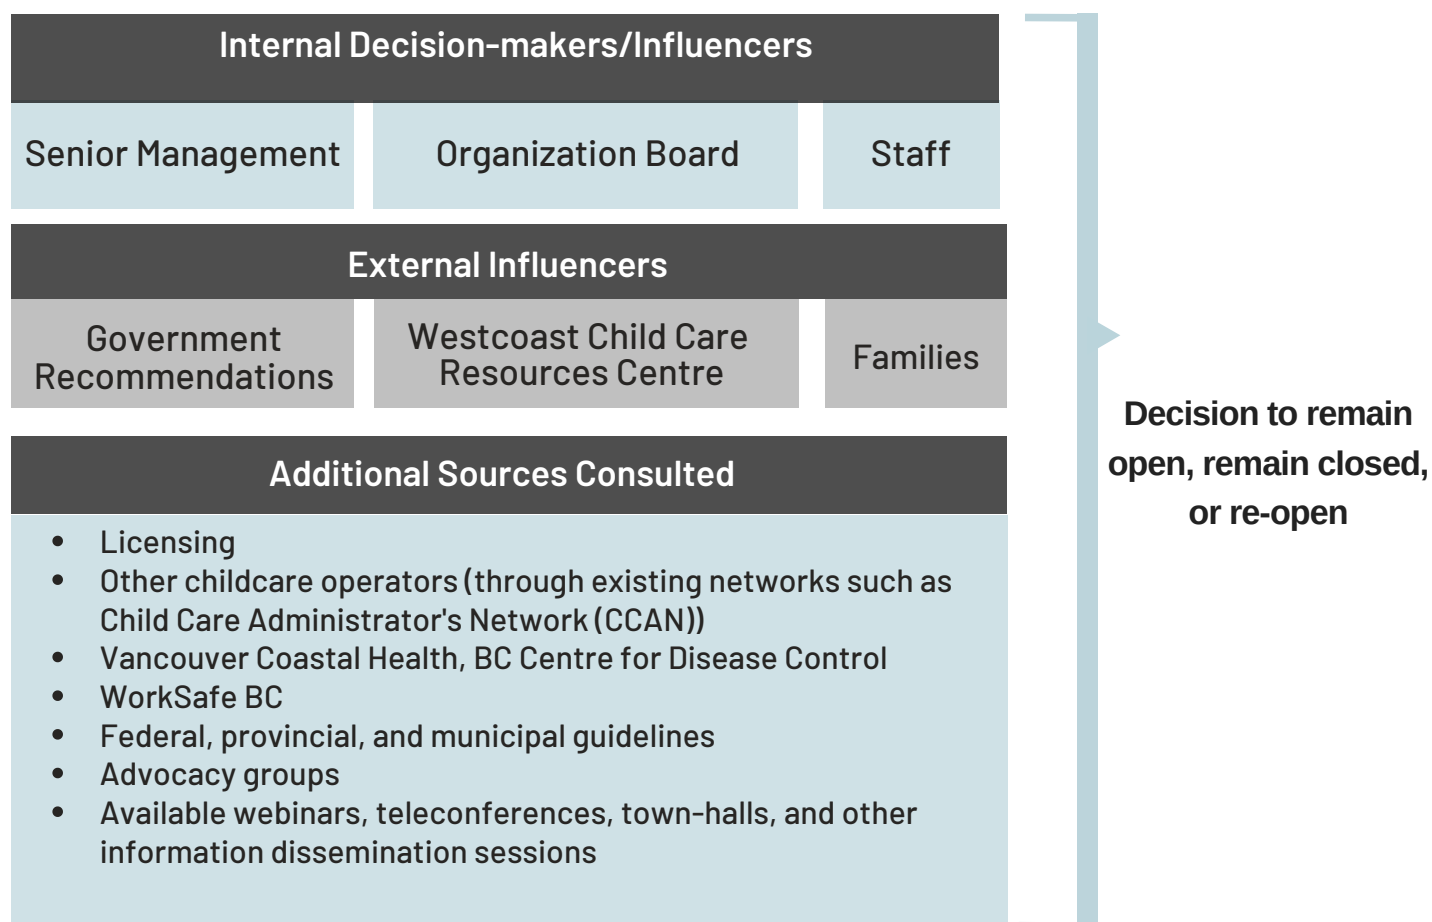 Internal Decision-makers/Influencers
Senior Management
Organization Board
Staff
External Influencers
Government
Recommendations
Westcoast Child Care
Resources Centre
Families
Additional Sources Consulted
• Licensing
• Other childcare operators (through existing networks such as
Child Care Administrator's Network (CCAN))
• Vancouver Coastal Health, BC Centre for Disease Control
• WorkSafe BC
• Federal, provincial, and municipal guidelines
• Advocacy groups
• Available webinars, teleconferences, town-halls, and other
information dissemination sessions
Decision to remain
open, remain closed,
or re-open